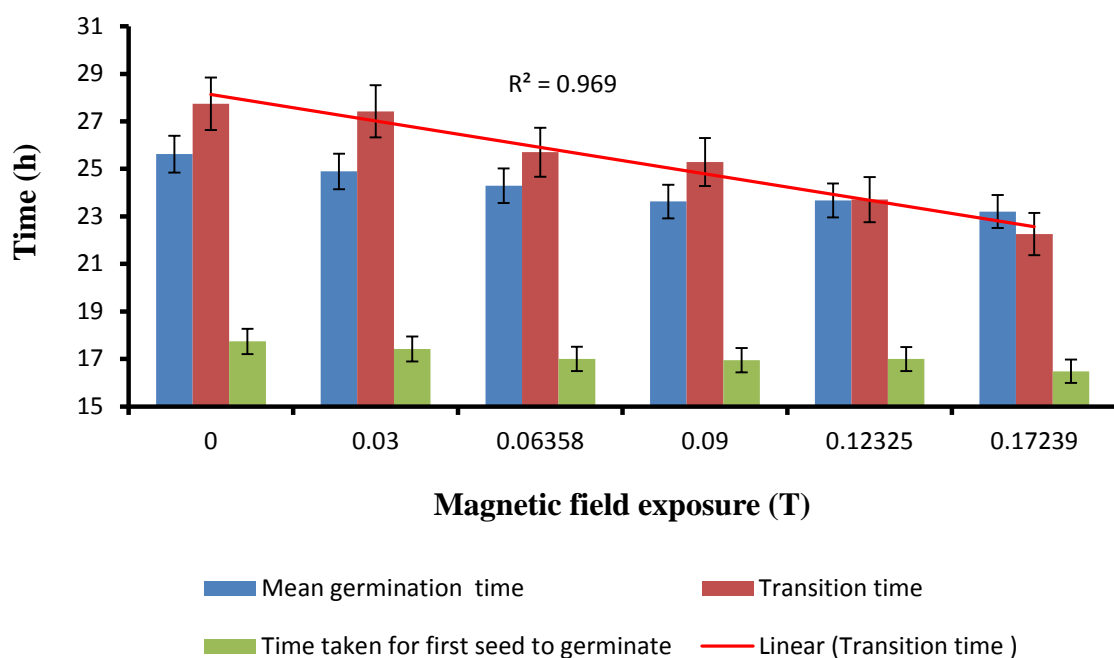 31
29
27
25
23
21
19
17
15
Time (h)
R² = 0.969
0 0.03 0.06358 0.09 0.12325 0.17239
Magnetic field exposure (T)
Mean germination time Transition time
Time taken for first seed to germinate Linear (Transition time )